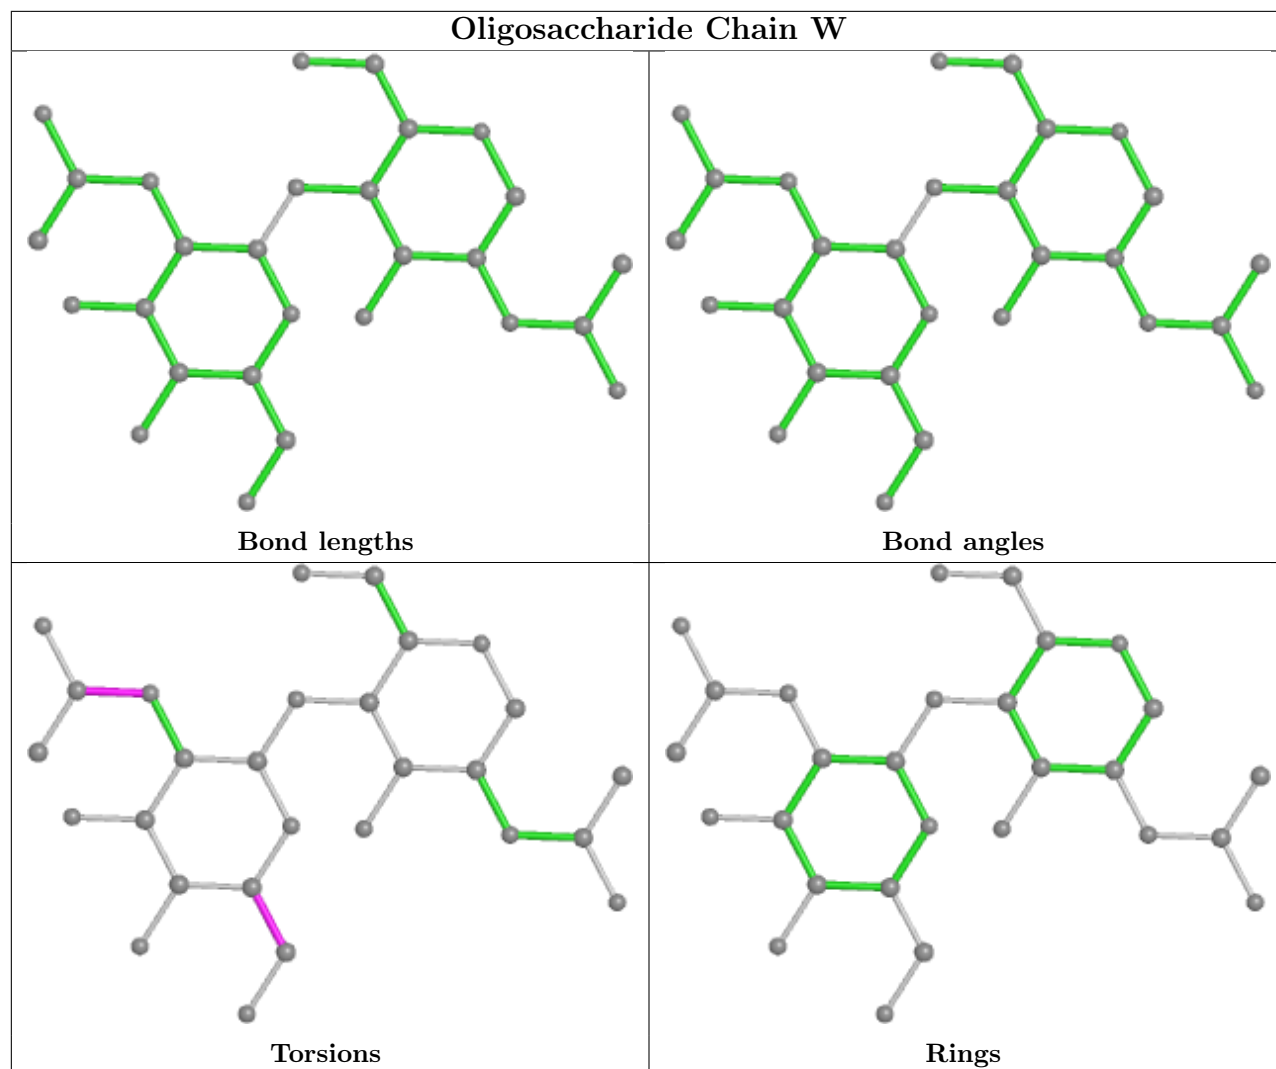 Oligosaccharide Chain W
Bond lengths
Bond angles
Torsions
Rings